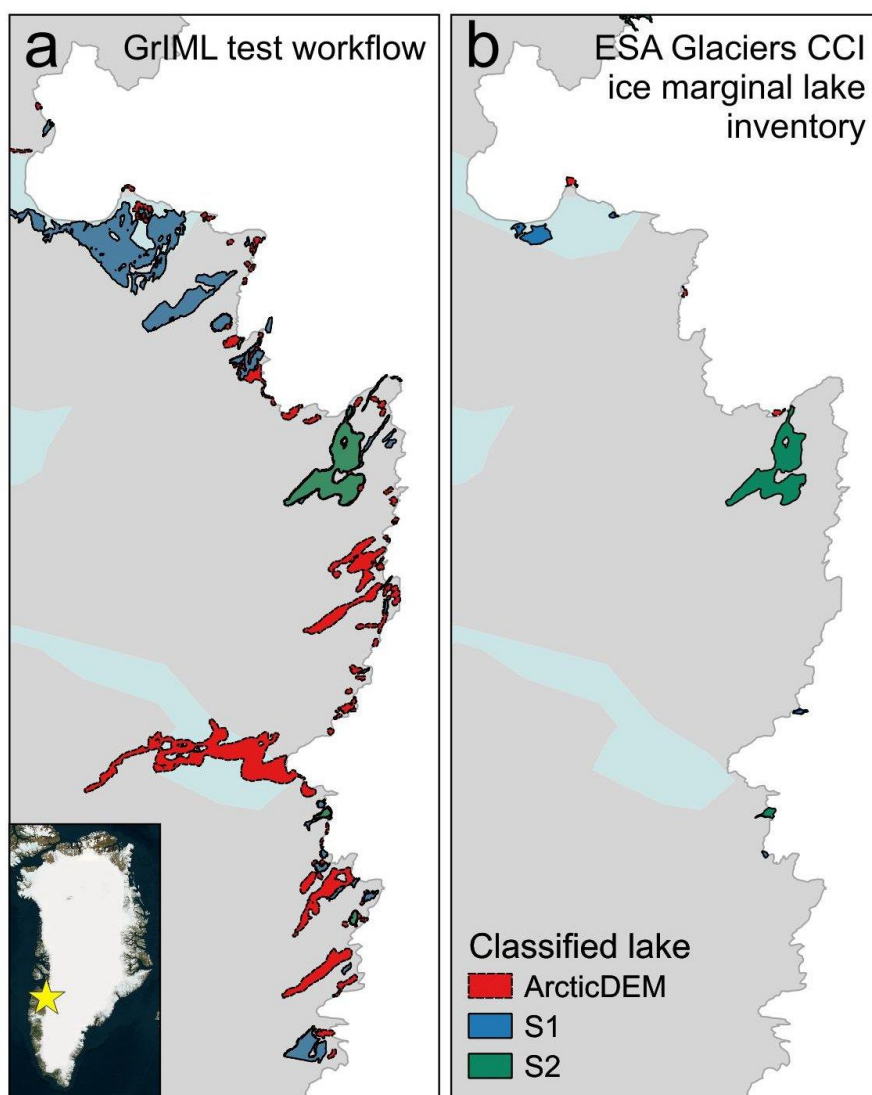 a
GrIML test workflow
b
ESA Glaciers CCI
ice marginal lake
inventory
Classified lake
ArcticDEM
S1
S2